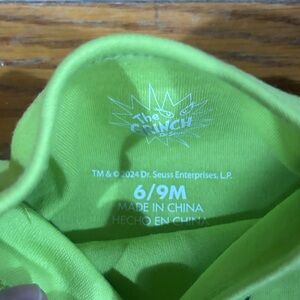 The
GRINCH
TM & © 2024 Dr. Seuss Enterprises, L.P.
6/9M
MADE IN CHINA
HECHO EN CHINA